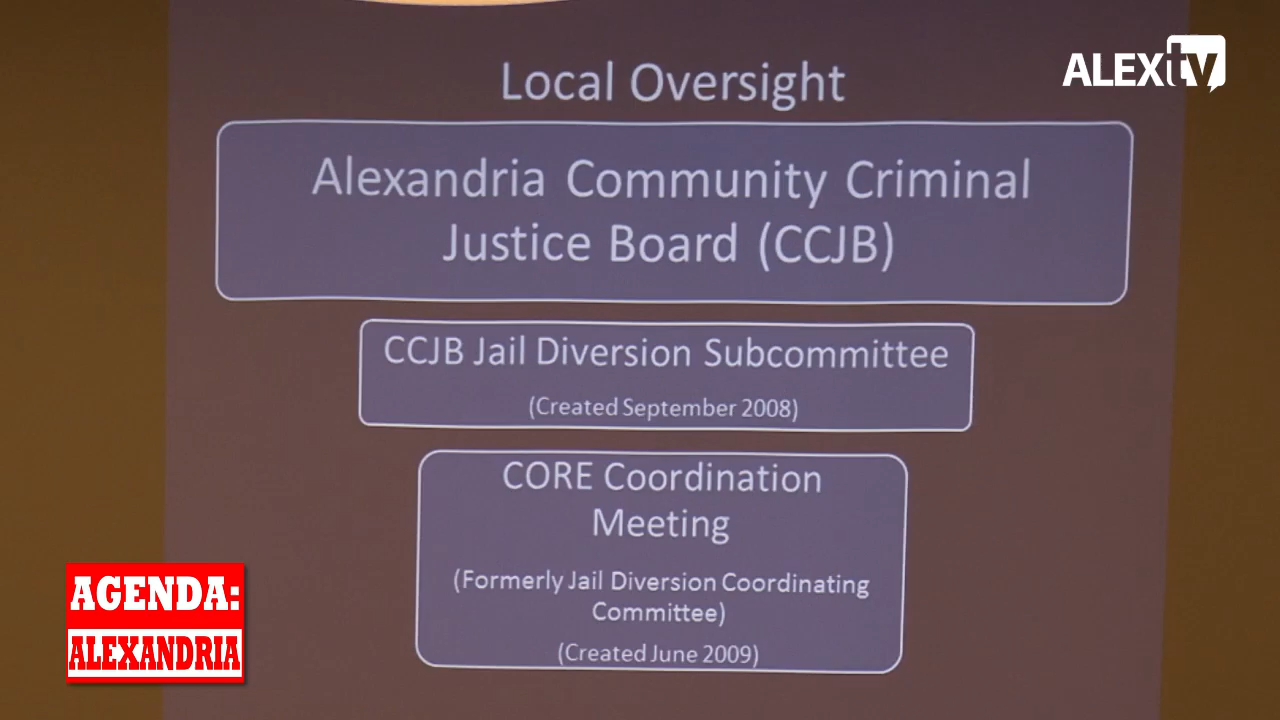 ALEXtv
Local Oversight
Alexandria Community Criminal
Justice Board (CCJB)
CCJB Jail Diversion Subcommittee
(Created September 2008)
CORE Coordination
Meeting
(Formerly Jail Diversion Coordinating
Committee)
(Created June 2009)
AGENDA:
ALEXANDRIA